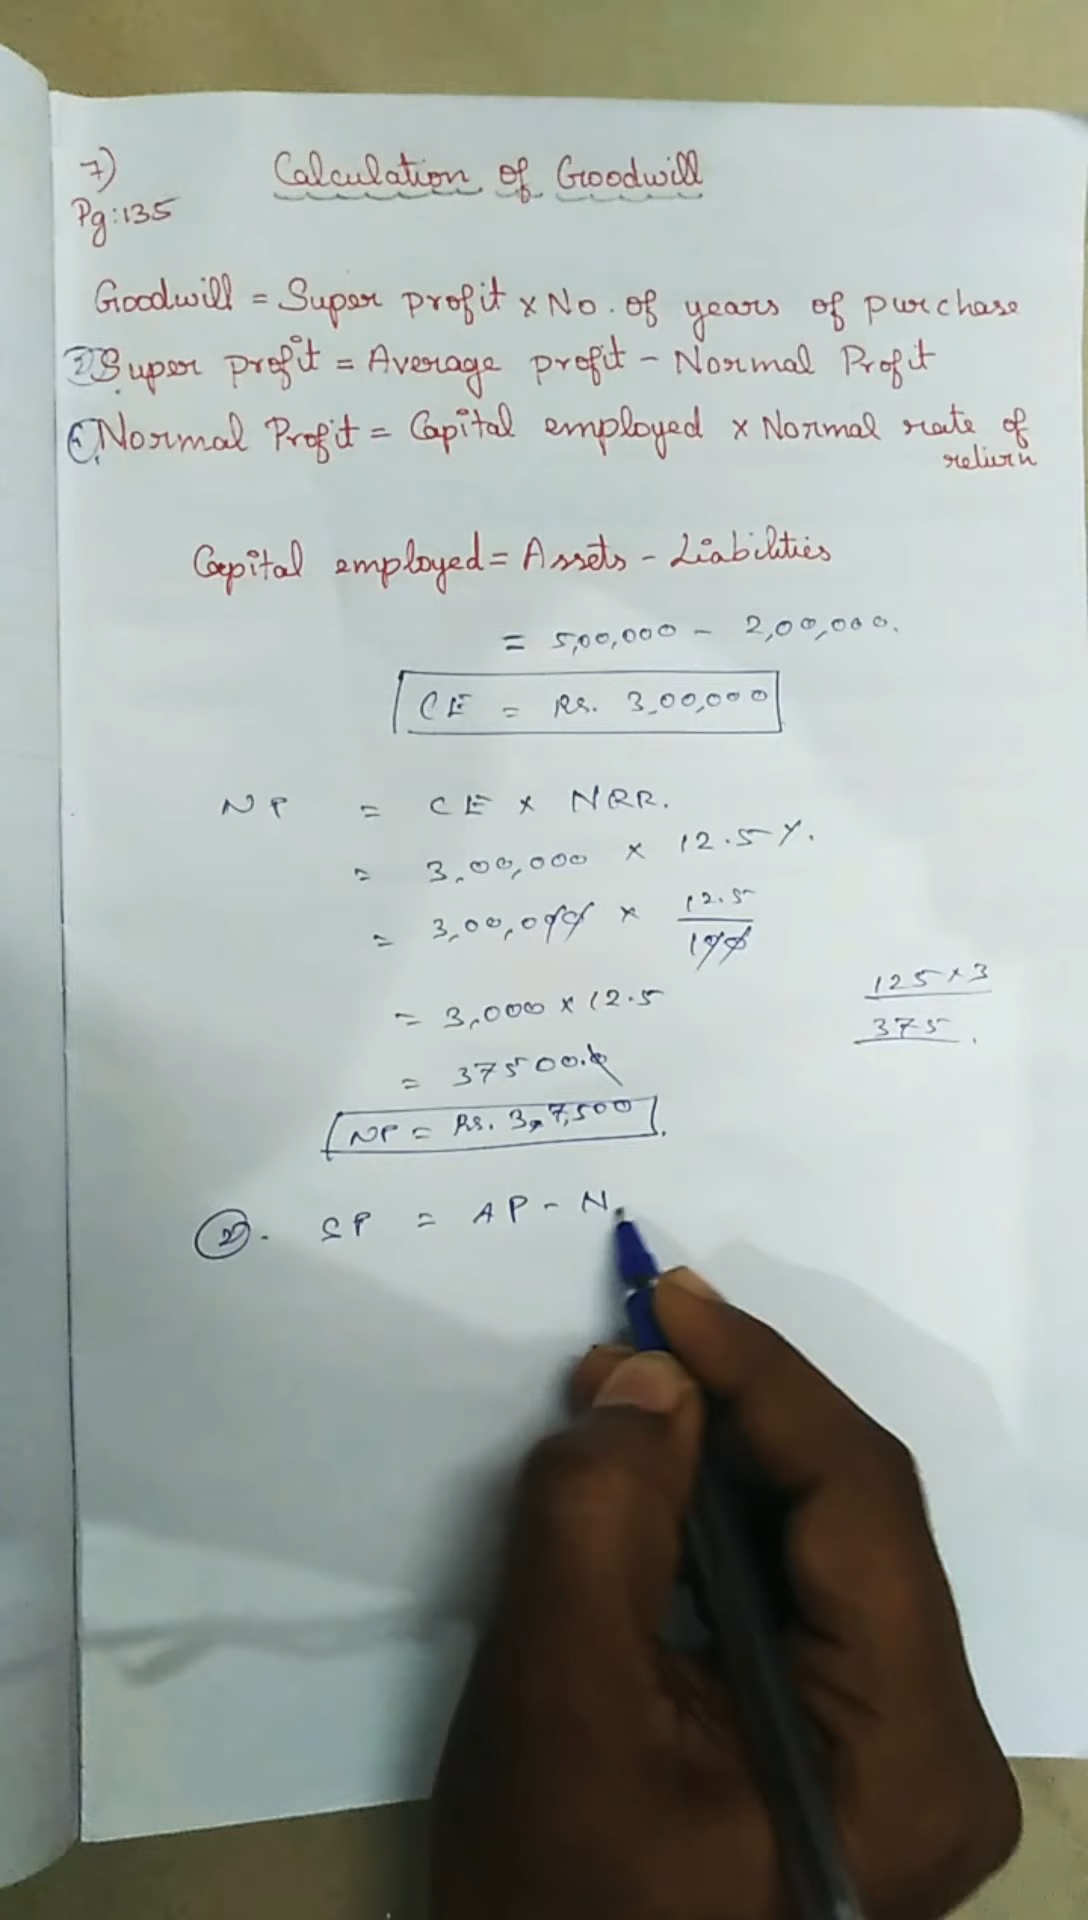 7)
Pg:135
Calculation of Goodwill
Goodwill = Super profit x No. of years of purchase
2) Super profit = Average profit - Normal Profit
1) Normal Profit = Capital employed x Normal rate of
return
Capital employed = Assets - Liabilities
= 5,00,000 - 2,00,000.
CE = Rs. 3,00,000
NP = CE x NRR.
= 3,00,000 x 12.5%.
= 3,00,000 x 12.5/100
= 3,000 x 12.5
125 x 3
375.
= 37500.0
NP = Rs. 37,500.
2). SP = AP - N